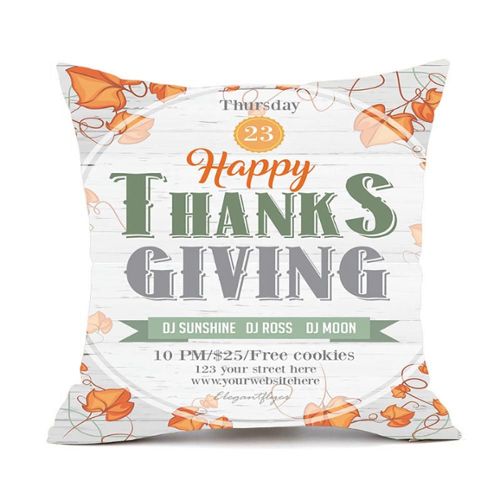 Thursday
23
Happy
THANKS
GIVING
DJ SUNSHINE DJ ROSS DJ MOON
10 PM/$25/Free cookies
123 your street here
www.yourwebsitehere
Elegantflyer